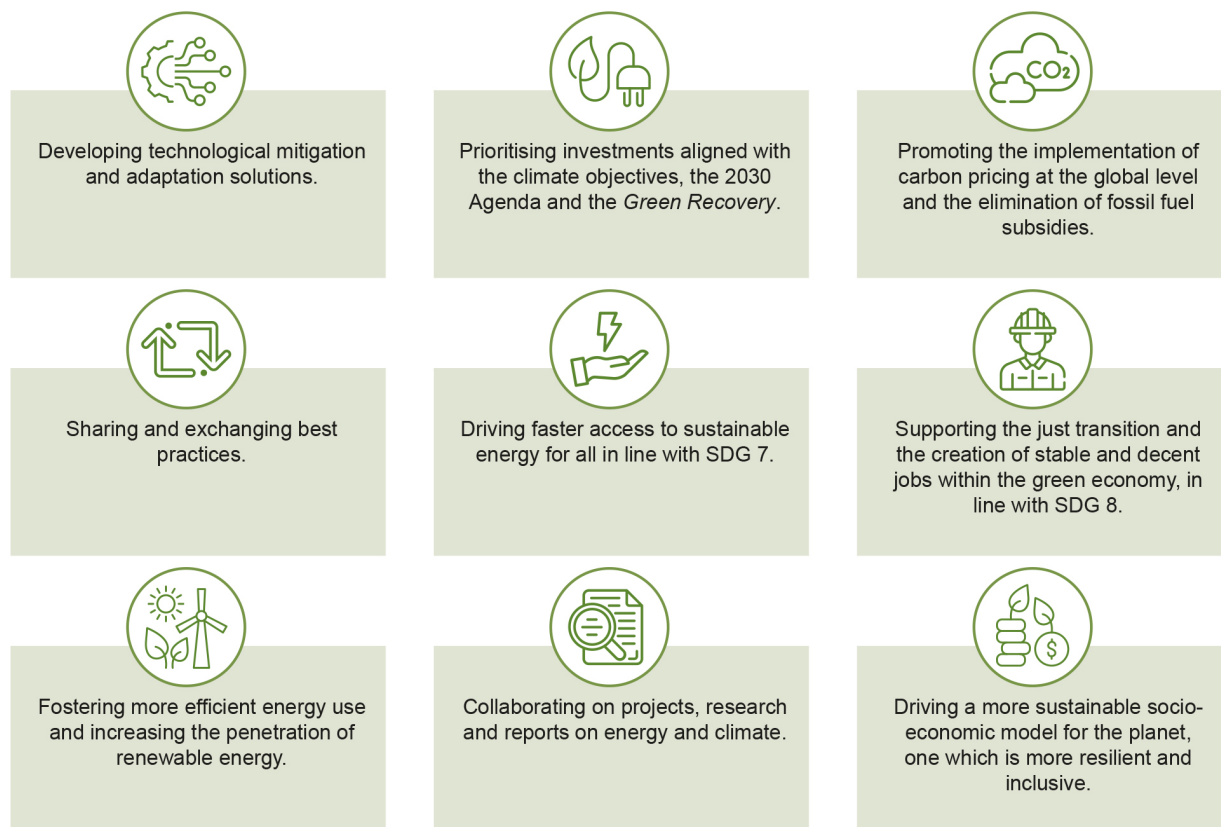 Developing technological mitigation
and adaptation solutions.
Prioritising investments aligned with
the climate objectives, the 2030
Agenda and the Green Recovery.
CO₂
Promoting the implementation of
carbon pricing at the global level
and the elimination of fossil fuel
subsidies.
Sharing and exchanging best
practices.
Driving faster access to sustainable
energy for all in line with SDG 7.
Supporting the just transition and
the creation of stable and decent
jobs within the green economy, in
line with SDG 8.
Fostering more efficient energy use
and increasing the penetration of
renewable energy.
Collaborating on projects, research
and reports on energy and climate.
$
Driving a more sustainable socio-
economic model for the planet,
one which is more resilient and
inclusive.